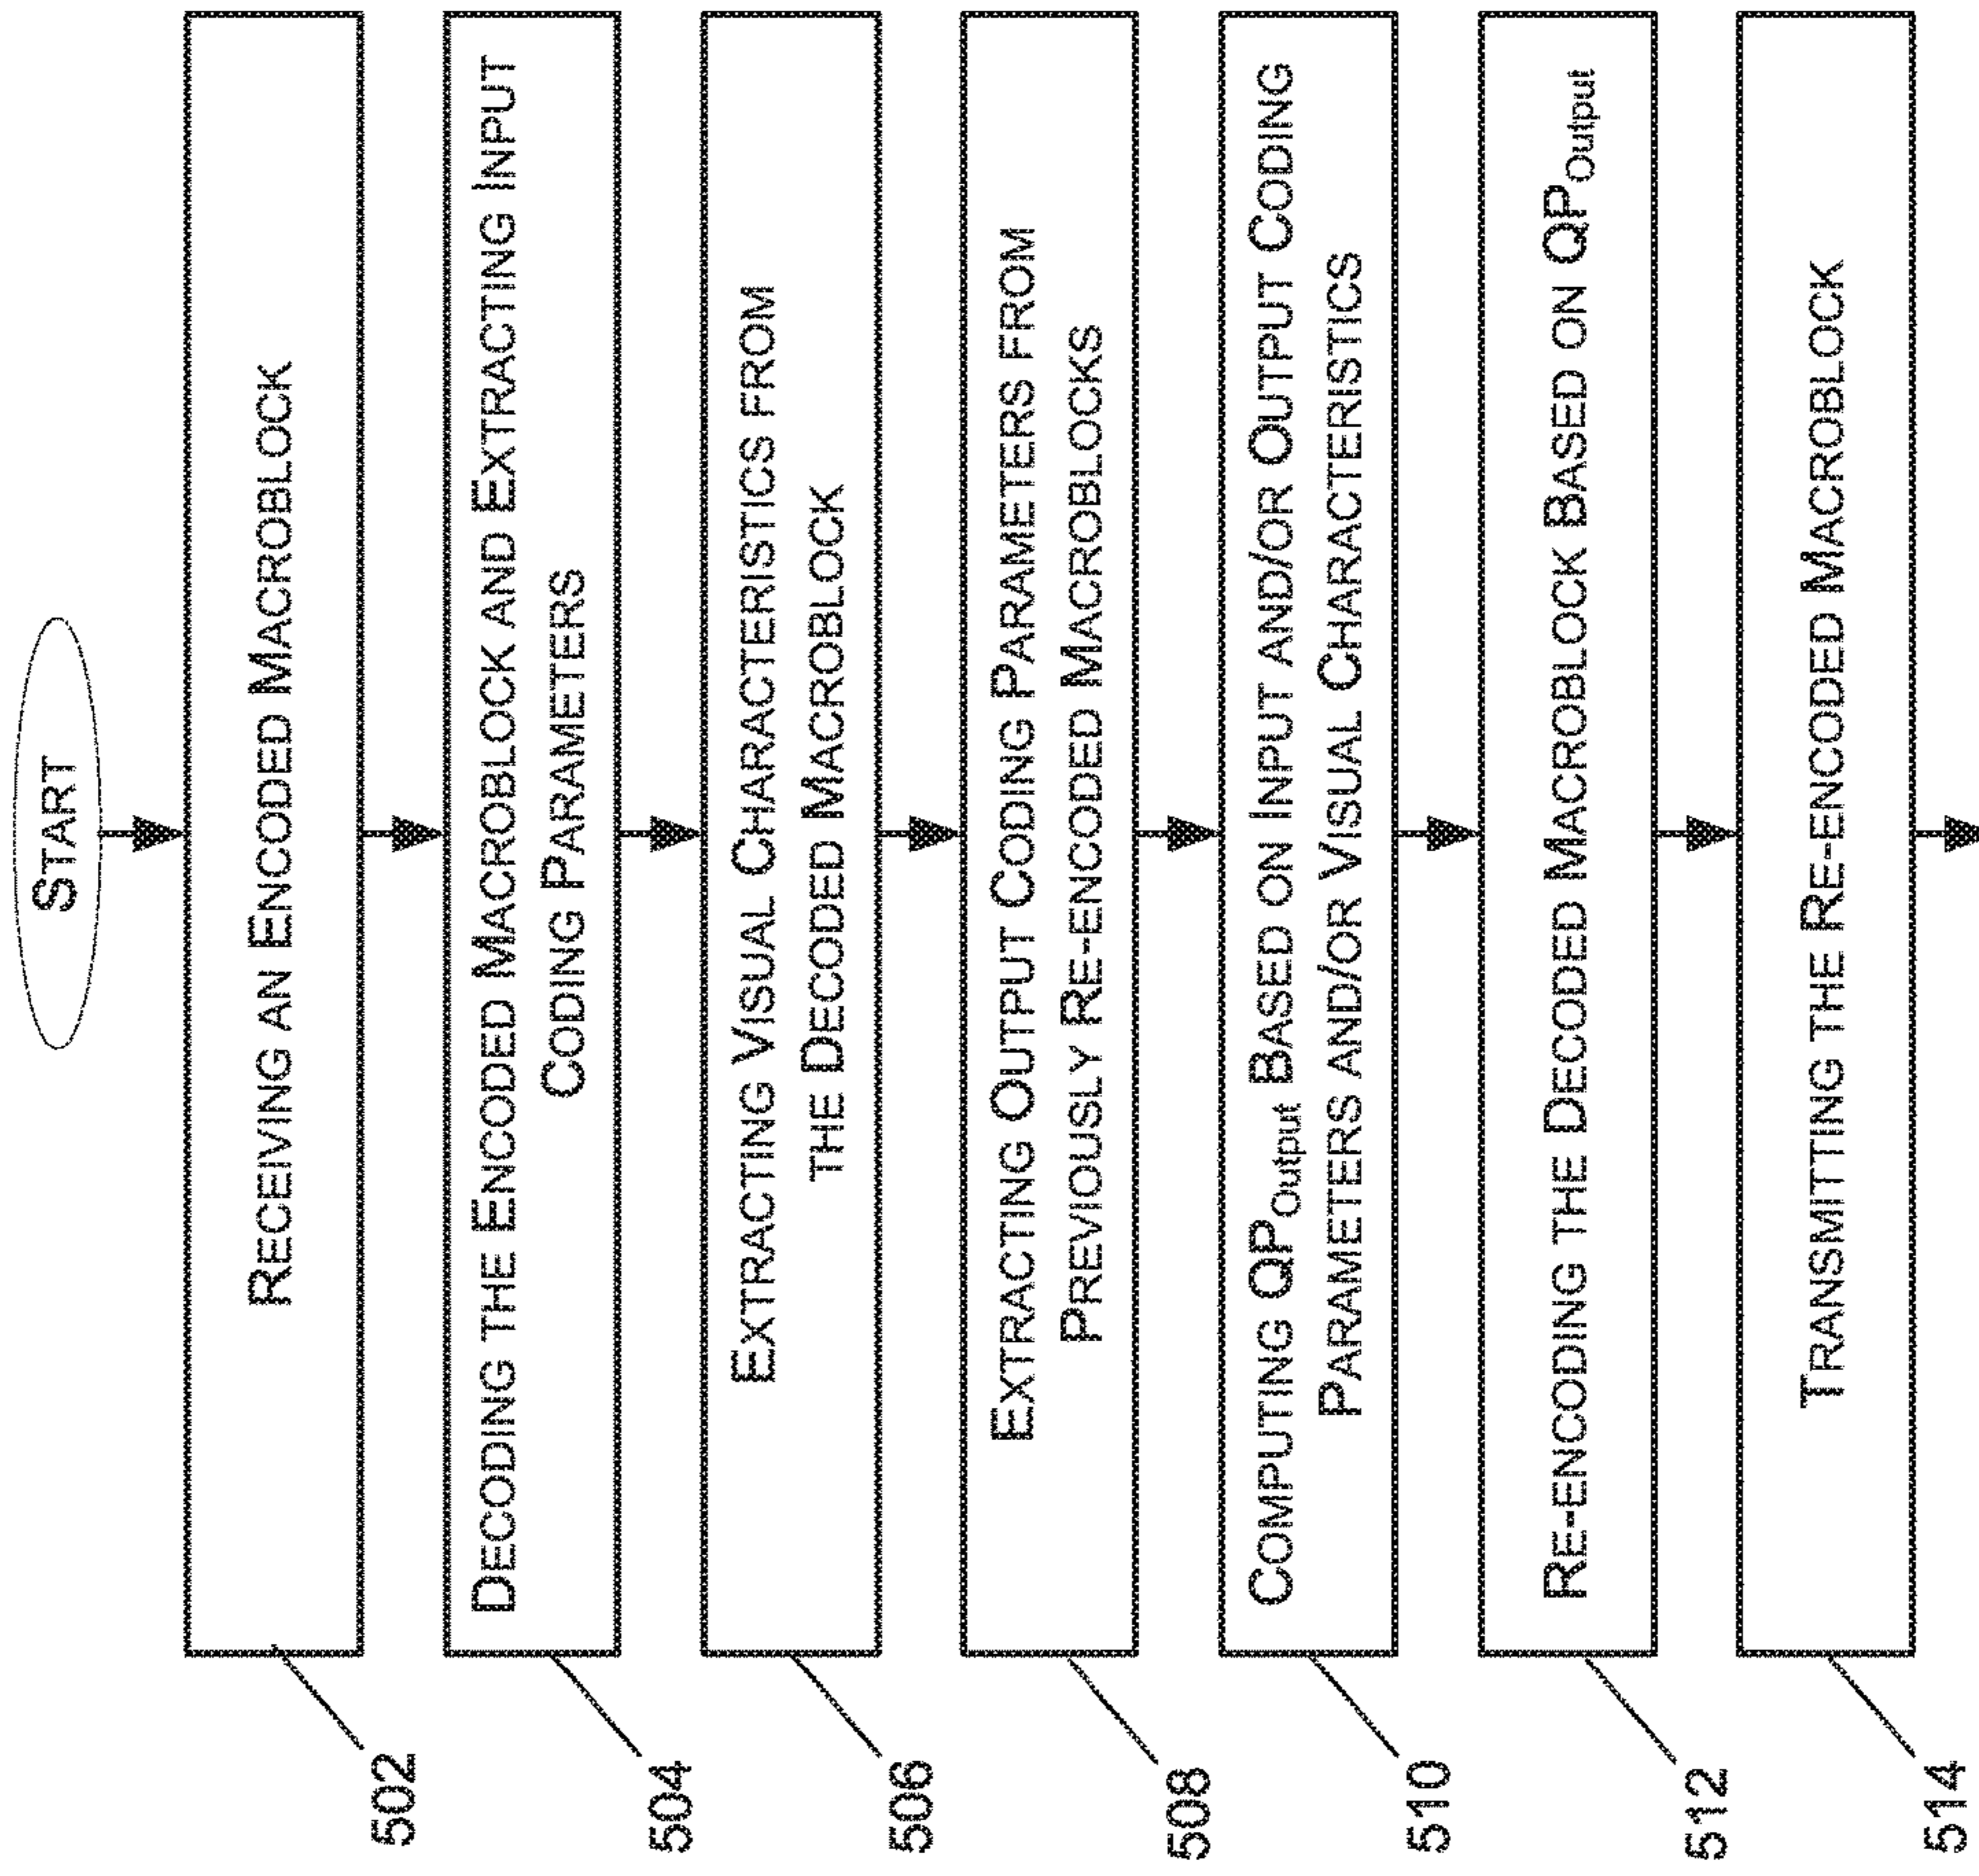 START
RECEIVING AN ENCODED MACROBLOCK
502
DECODING THE ENCODED MACROBLOCK AND EXTRACTING INPUT
CODING PARAMETERS
504
EXTRACTING VISUAL CHARACTERISTICS FROM
THE DECODED MACROBLOCK
506
EXTRACTING OUTPUT CODING PARAMETERS FROM
PREVIOUSLY RE-ENCODED MACROBLOCKS
508
COMPUTING QPOutput BASED ON INPUT AND/OR OUTPUT CODING
PARAMETERS AND/OR VISUAL CHARACTERISTICS
510
RE-ENCODING THE DECODED MACROBLOCK BASED ON QPOutput
512
TRANSMITTING THE RE-ENCODED MACROBLOCK
514